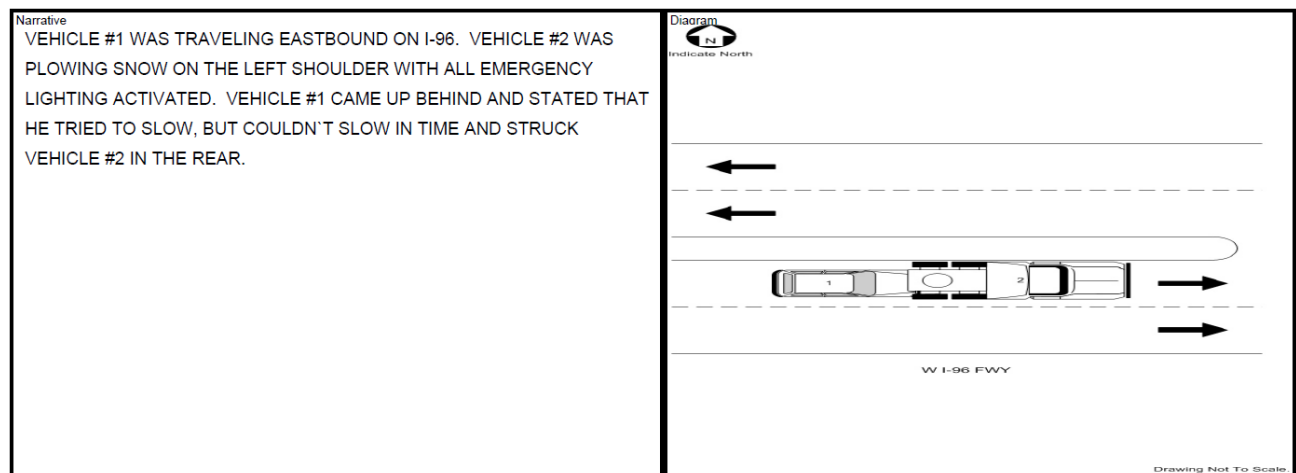 Narrative
VEHICLE #1 WAS TRAVELING EASTBOUND ON I-96.  VEHICLE #2 WAS
PLOWING SNOW ON THE LEFT SHOULDER WITH ALL EMERGENCY
LIGHTING ACTIVATED.  VEHICLE #1 CAME UP BEHIND AND STATED THAT
HE TRIED TO SLOW, BUT COULDN`T SLOW IN TIME AND STRUCK
VEHICLE #2 IN THE REAR.
Diagram
N
Indicate North
1
2
W I-96 FWY
Drawing Not To Scale.